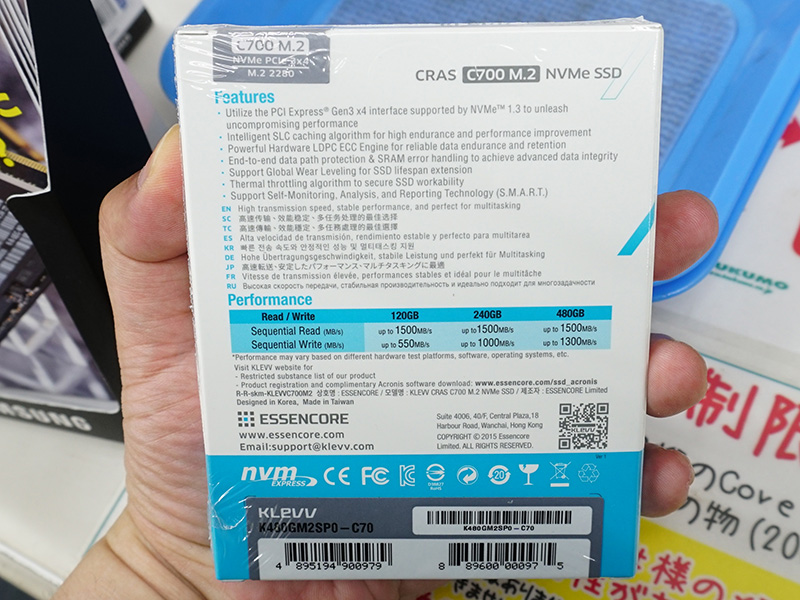 C700 M.2
NVMe PCIe 3x4
M.2 2280
CRAS C700 M.2 NVMe SSD
Features
· Utilize the PCI Express® Gen3 x4 interface supported by NVMe™ 1.3 to unleash
uncompromising performance
· Intelligent SLC caching algorithm for high endurance and performance improvement
· Powerful Hardware LDPC ECC Engine for reliable data endurance and retention
· End-to-end data path protection & SRAM error handling to achieve advanced data integrity
· Support Global Wear Leveling for SSD lifespan extension
· Thermal throttling algorithm to secure SSD workability
· Support Self-Monitoring, Analysis, and Reporting Technology (S.M.A.R.T.)
EN High transmission speed, stable performance, and perfect for multitasking
SC 高速传输、效能稳定、多任务处理的最佳选择
TC 高速傳輸、效能穩定、多任務處理的最佳選擇
ES Alta velocidad de transmisión, rendimiento estable y perfecto para multitarea
KR 빠른 전송 속도와 안정적인 성능 및 멀티태스킹 지원
DE Hohe Übertragungsgeschwindigkeit, stabile Leistung und perfekt für Multitasking
JP 高速転送・安定したパフォーマンス・マルチタスクに最適
FR Vitesse de transmission élevée, performances stables et idéal pour le multitâche
RU Высокая скорость передачи, стабильная производительность и идеально подходит для многозадачности
Performance
Read / Write 120GB 240GB 480GB
Sequential Read (MB/s) up to 1500MB/s up to 1500MB/s up to 1500MB/s
Sequential Write (MB/s) up to 550MB/s up to 1000MB/s up to 1300MB/s
*Performance may vary based on different hardware test platforms, software, operating systems, etc.
Visit KLEVV website for
- Restricted substance list of our product
- Product registration and complimentary Acronis software download: www.essencore.com/ssd_acronis
R-R-skm-KLEVVC700M2 상호명 : ESSENCORE / 모델명 : KLEVV CRAS C700 M.2 NVMe SSD / 제조자 : ESSENCORE Limited
Designed in Korea, Made in Taiwan
ESSENCORE
www.essencore.com
Email:support@klevv.com
Suite 4006, 40/F, Central Plaza,18
Harbour Road, Wanchai, Hong Kong
COPYRIGHT © 2015 Essencore
Limited. ALL RIGHTS RESERVED.
KLEVV
nvm
EXPRESS
CE FC
RoHS
20
KLEVV
K480GM2SP0-C70
K480GM2SP0-C70
4 895194 900979
8 89600 00097 5
SAMSUNG
UKUMO
制限
のCore
の物 (20
様の